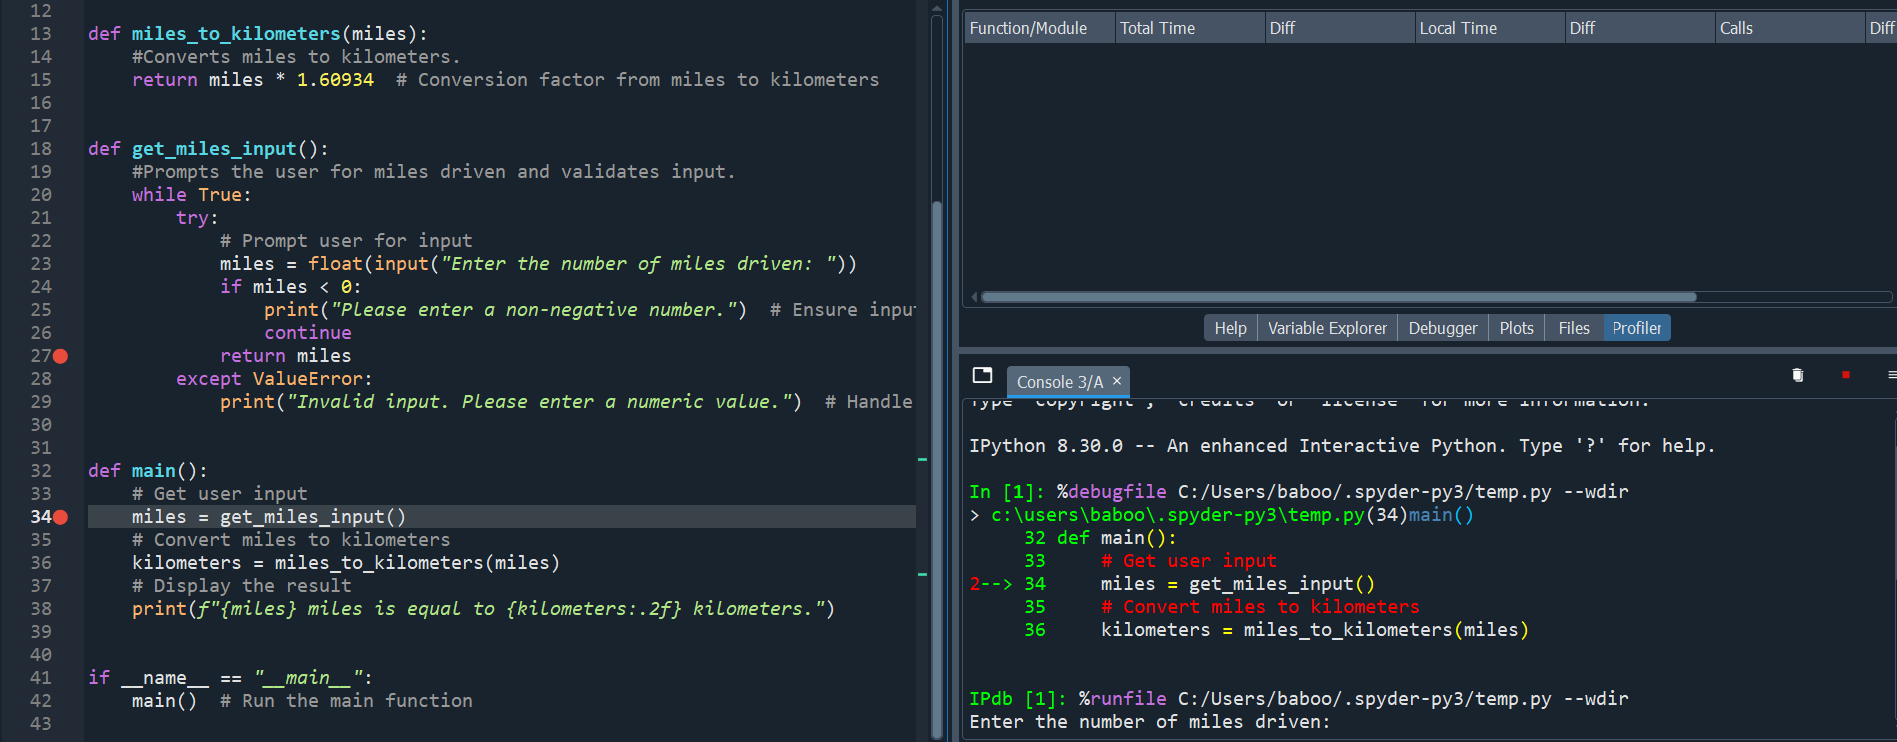 12
13 def miles_to_kilometers(miles):
14     #Converts miles to kilometers.
15     return miles * 1.60934  # Conversion factor from miles to kilometers
16
17
18 def get_miles_input():
19     #Prompts the user for miles driven and validates input.
20     while True:
21         try:
22             # Prompt user for input
23             miles = float(input("Enter the number of miles driven: "))
24             if miles < 0:
25                 print("Please enter a non-negative number.")  # Ensure input
26                 continue
27             return miles
28         except ValueError:
29             print("Invalid input. Please enter a numeric value.")  # Handle
30
31
32 def main():
33     # Get user input
34     miles = get_miles_input()
35     # Convert miles to kilometers
36     kilometers = miles_to_kilometers(miles)
37     # Display the result
38     print(f"{miles} miles is equal to {kilometers:.2f} kilometers.")
39
40
41 if __name__ == "__main__":
42     main()  # Run the main function
43
Function/Module Total Time Diff Local Time Diff Calls Diff
Help Variable Explorer Debugger Plots Files Profiler
Console 3/A ×
Type "copyright", "credits" or "license" for more information.
IPython 8.30.0 -- An enhanced Interactive Python. Type '?' for help.
In [1]: %debugfile C:/Users/baboo/.spyder-py3/temp.py --wdir
> c:\users\baboo\.spyder-py3\temp.py(34)main()
     32 def main():
     33     # Get user input
2--> 34     miles = get_miles_input()
     35     # Convert miles to kilometers
     36     kilometers = miles_to_kilometers(miles)
IPdb [1]: %runfile C:/Users/baboo/.spyder-py3/temp.py --wdir
Enter the number of miles driven: